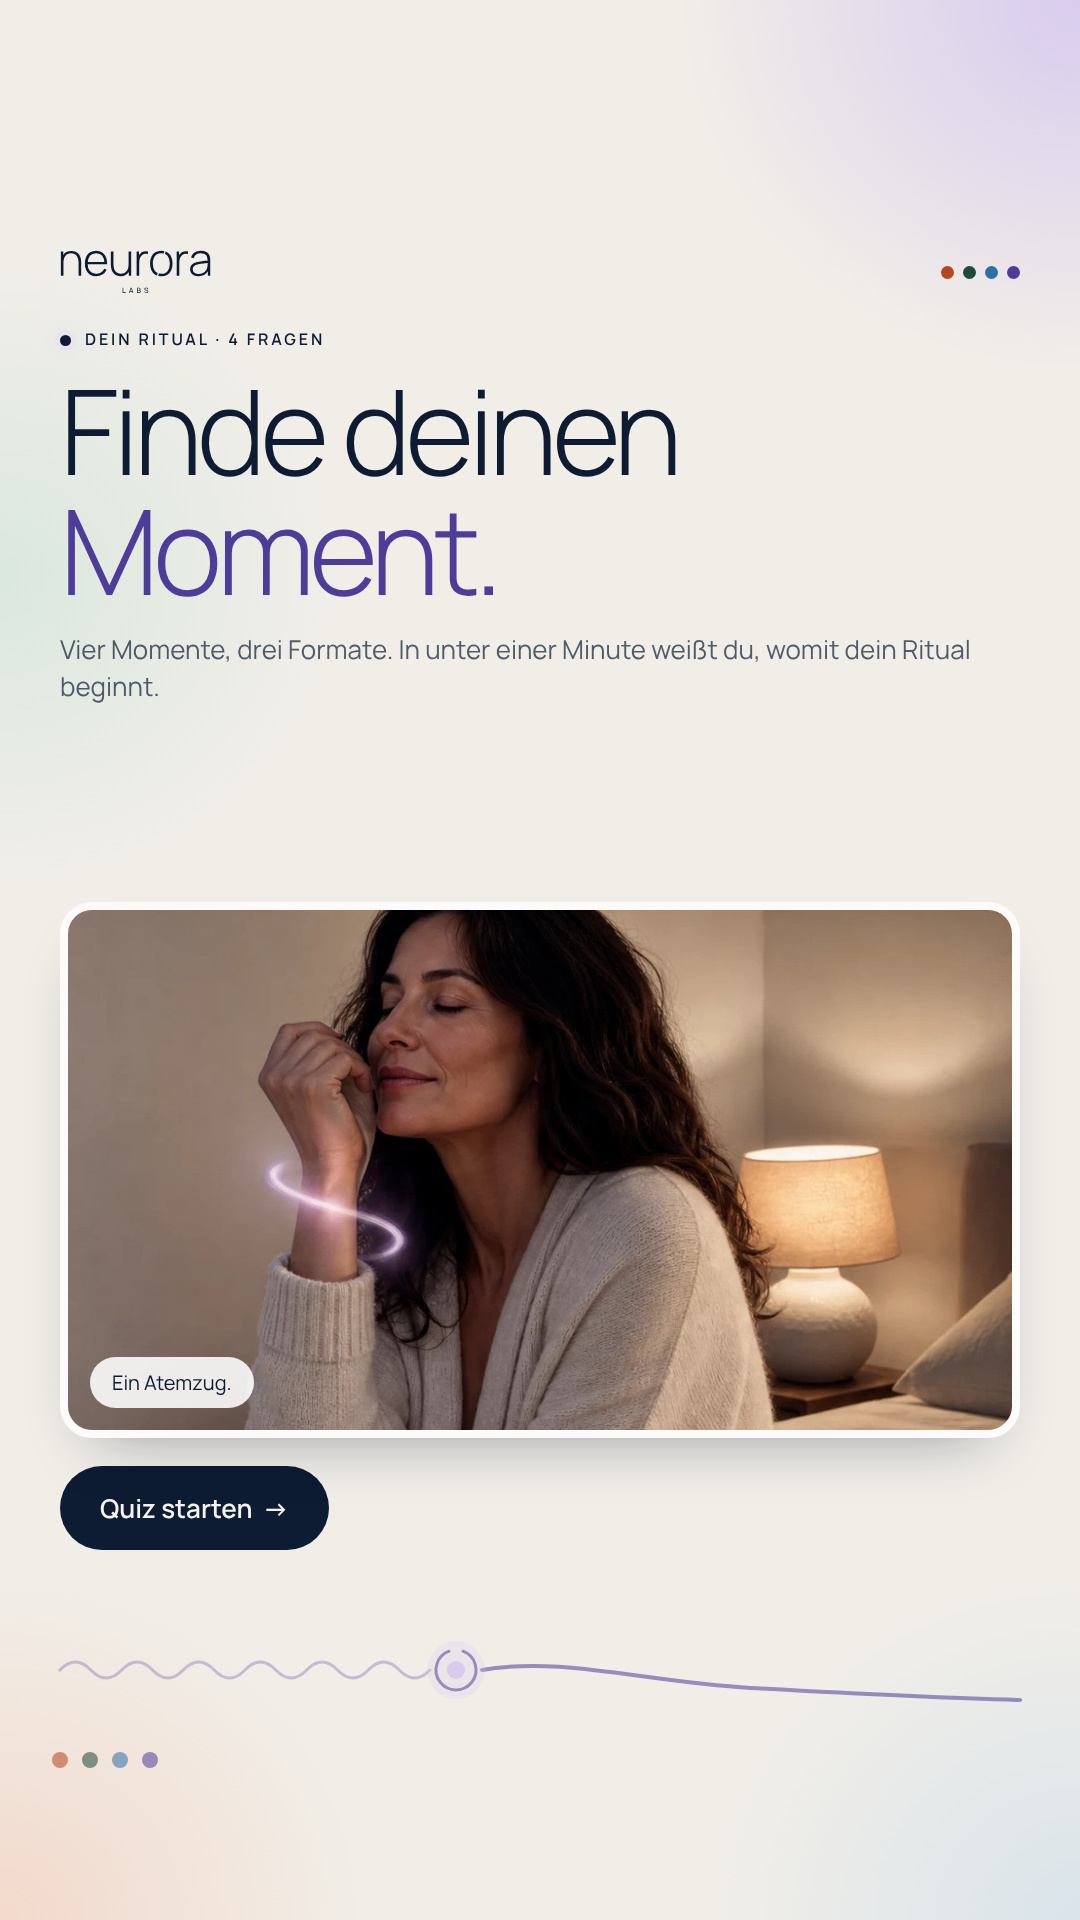 neurora
LABS
DEIN RITUAL · 4 FRAGEN
Finde deinen
Moment.
Vier Momente, drei Formate. In unter einer Minute weißt du, womit dein Ritual
beginnt.
Ein Atemzug.
Quiz starten →